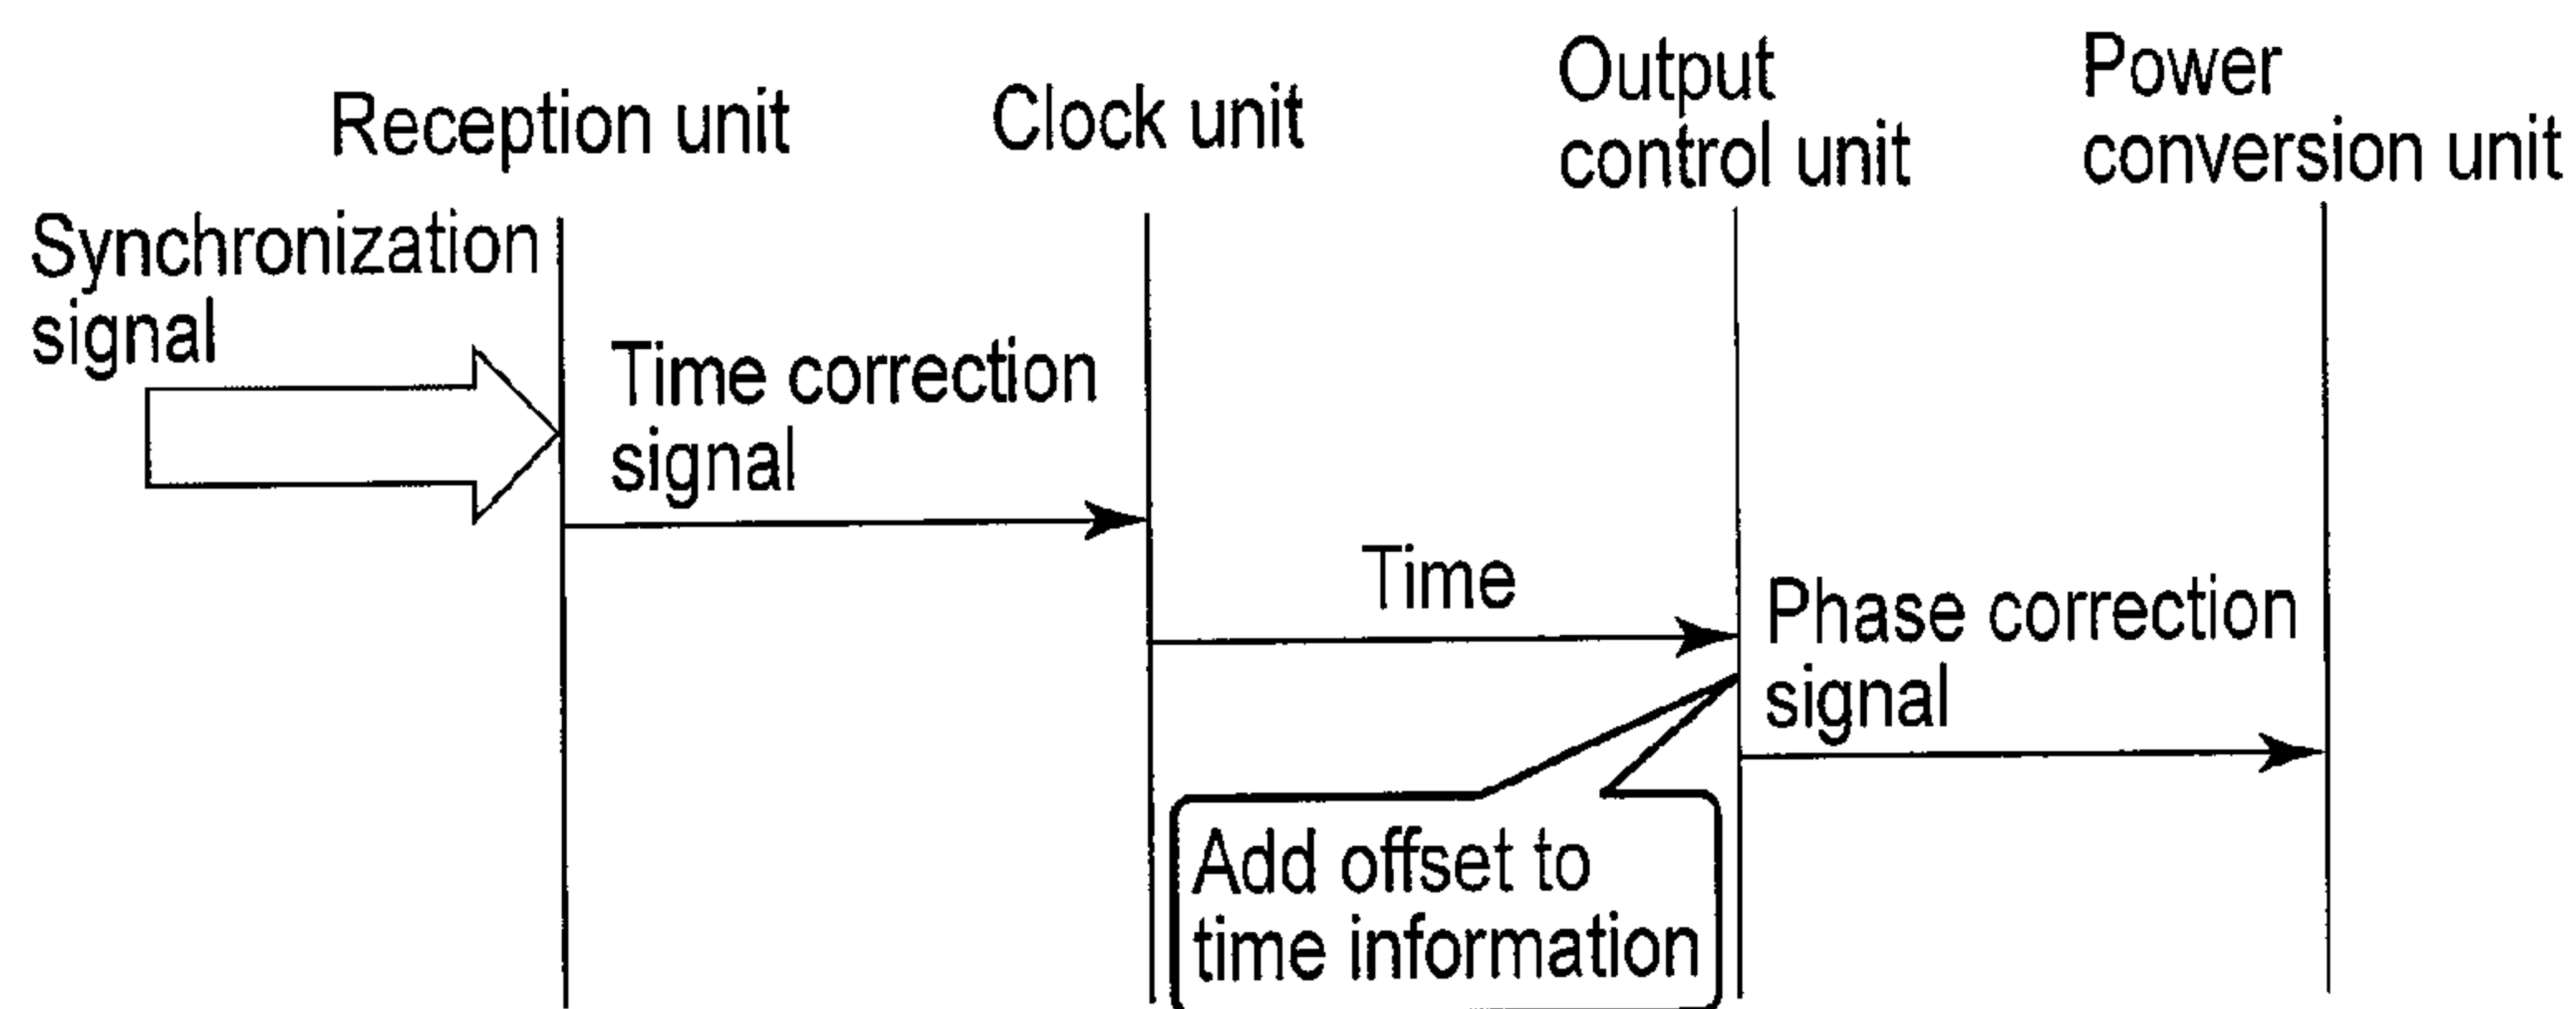 Reception unit
Clock unit
Output
control unit
Power
conversion unit
Synchronization
signal
Time correction
signal
Time
Phase correction
signal
Add offset to
time information